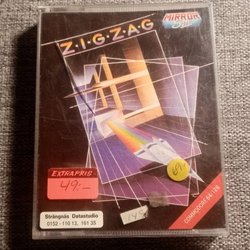 MIRROR
Z·I·G·Z·A·G
EXTRAPRIS
49:-
Strängnäs Datastudio
0152-110 13, 161 35
COMMODORE 64/128